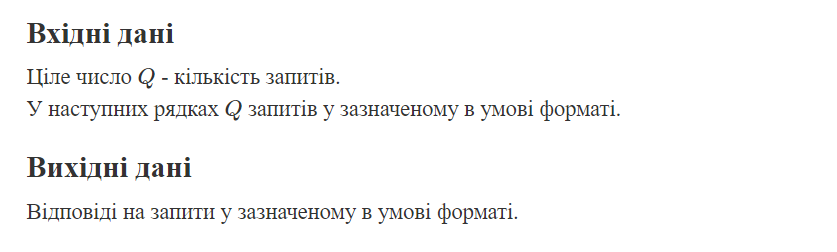 Вхідні дані
Ціле число Q - кількість запитів.
У наступних рядках Q запитів у зазначеному в умові форматі.
Вихідні дані
Відповіді на запити у зазначеному в умові форматі.